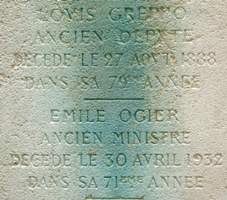 LOUIS GREPPO
ANCIEN DEPUTE
DECEDE LE 27 AOUT 1888
DANS SA 79ME ANNEE
EMILE OGIER
ANCIEN MINISTRE
DECEDE LE 30 AVRIL 1932
DANS SA 71EME ANNEE